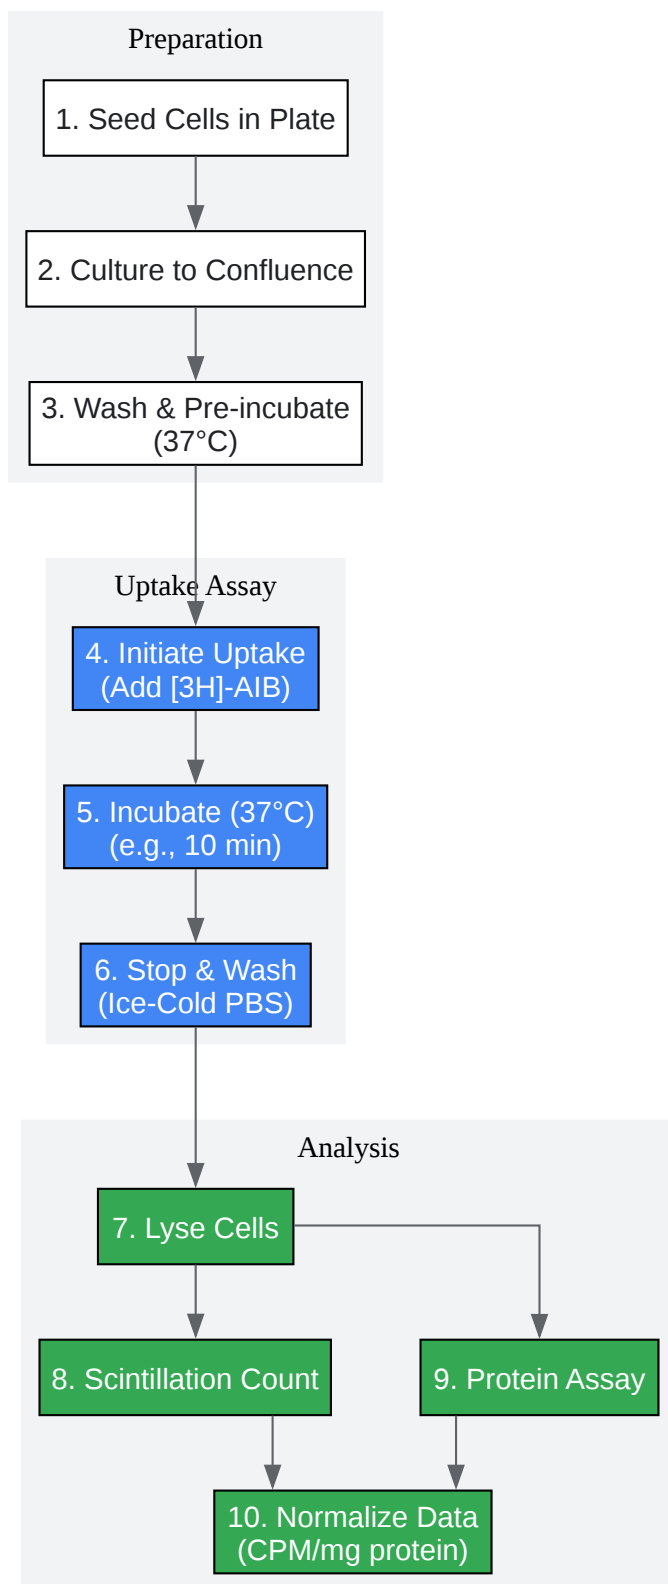 Preparation
1. Seed Cells in Plate
2. Culture to Confluence
3. Wash & Pre-incubate
(37°C)
Uptake Assay
4. Initiate Uptake
(Add [3H]-AIB)
5. Incubate (37°C)
(e.g., 10 min)
6. Stop & Wash
(Ice-Cold PBS)
Analysis
7. Lyse Cells
8. Scintillation Count
9. Protein Assay
10. Normalize Data
(CPM/mg protein)